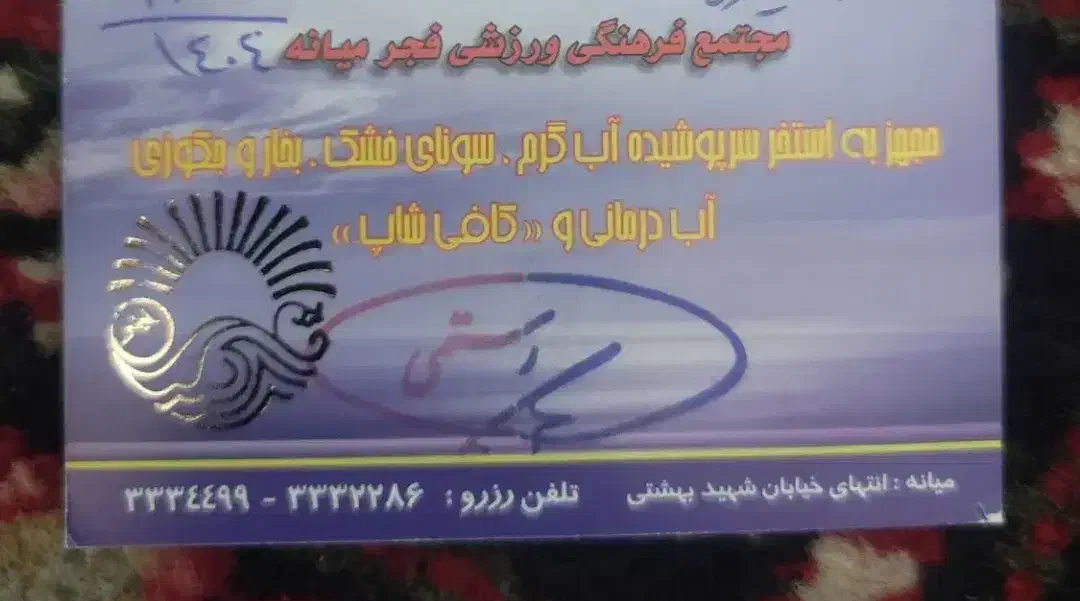 ۱۴۰۴
مجتمع فرهنگی ورزشی فجر میانه
مجهز به استخر سرپوشیده آب گرم ، سونای خشک ، بخار و جکوزی
آب درمانی و «کافی شاپ»
میانه : انتهای خیابان شهید بهشتی تلفن رزرو : ۳۳۳۲۲۸۶ - ۳۳۳۴۴۹۹